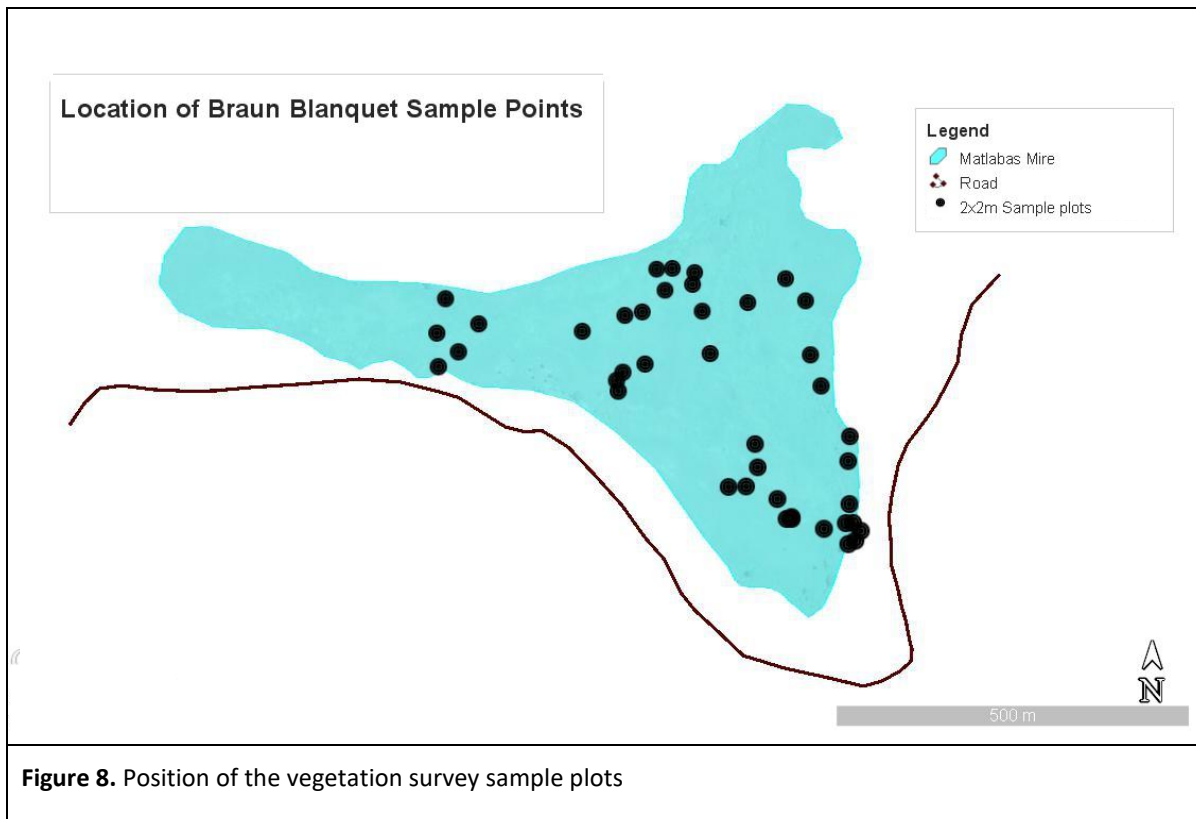 Location of Braun Blanquet Sample Points
Legend
Matlabas Mire
Road
2x2m Sample plots
N
500 m
Figure 8. Position of the vegetation survey sample plots